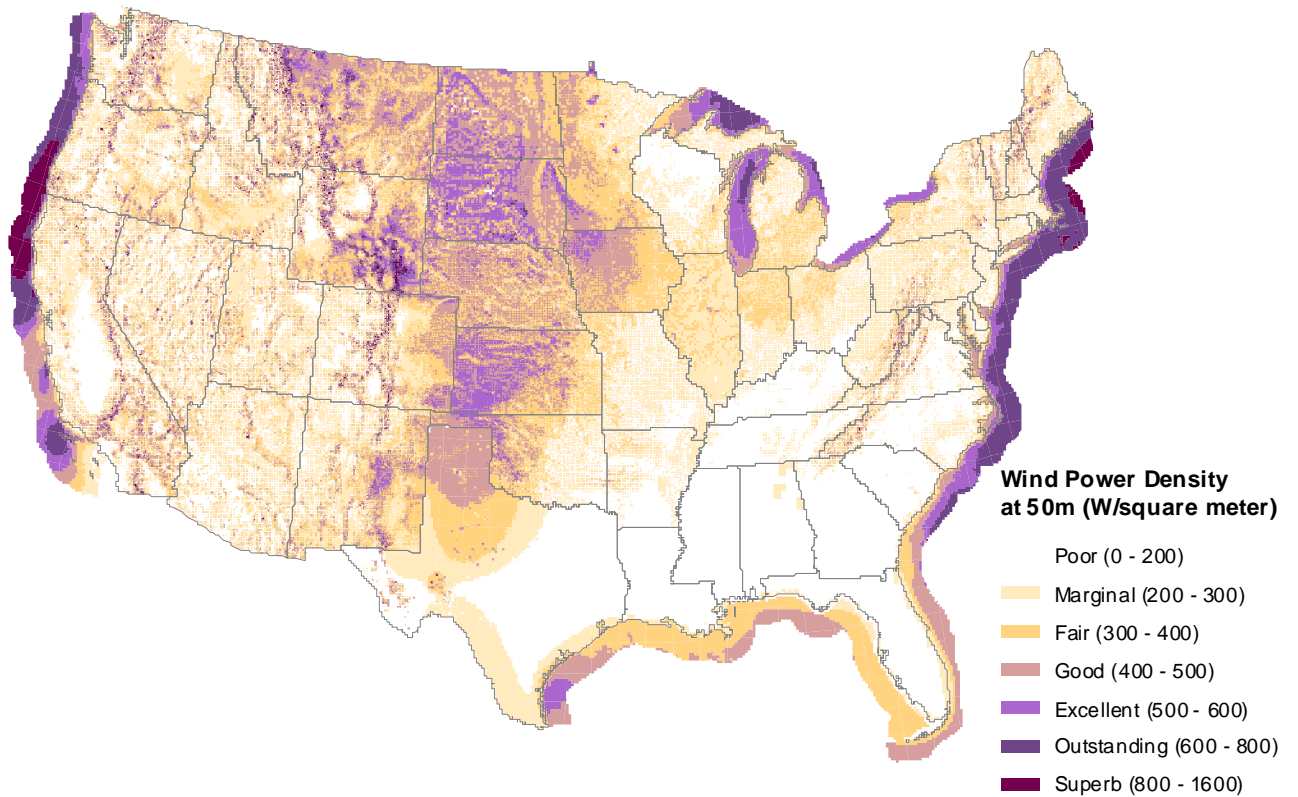 Wind Power Density
at 50m (W/square meter)
Poor (0 - 200)
Marginal (200 - 300)
Fair (300 - 400)
Good (400 - 500)
Excellent (500 - 600)
Outstanding (600 - 800)
Superb (800 - 1600)